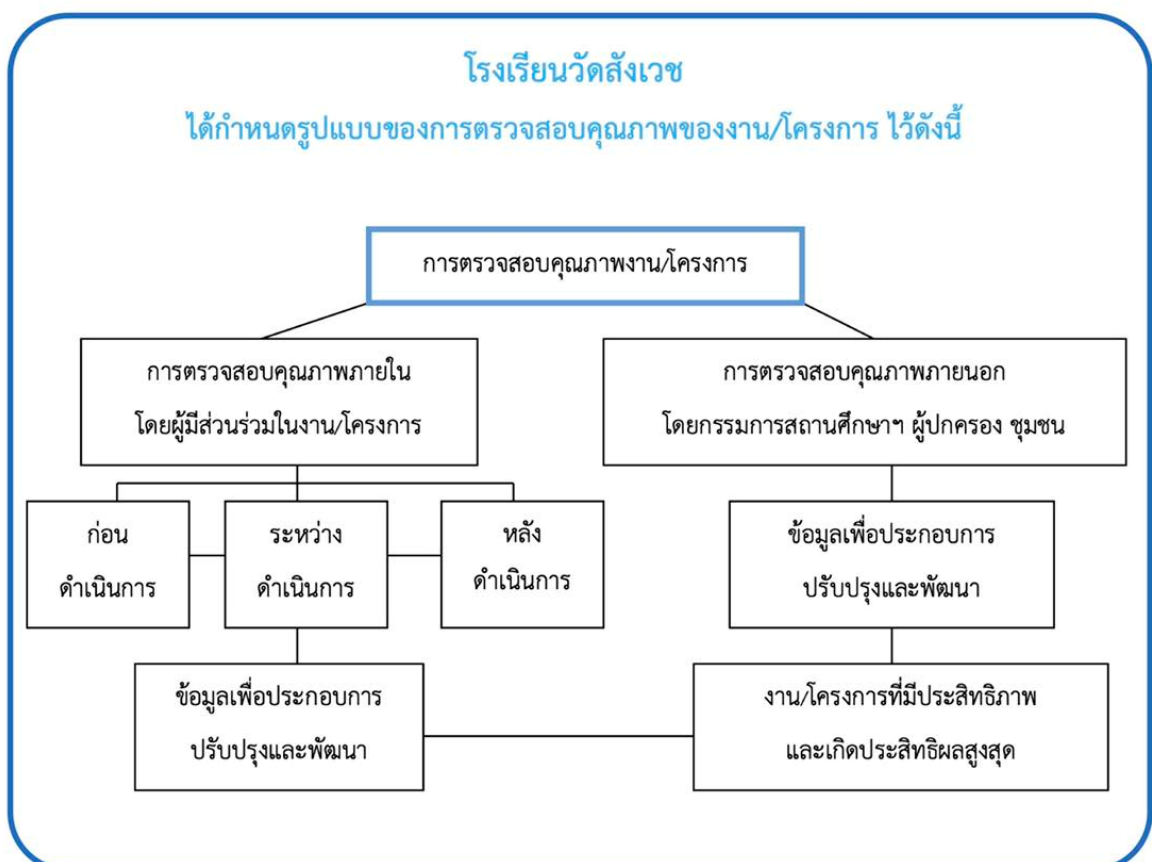 โรงเรียนวัดสังเวช
ได้กำหนดรูปแบบของการตรวจสอบคุณภาพของงาน/โครงการ ไว้ดังนี้
การตรวจสอบคุณภาพงาน/โครงการ
การตรวจสอบคุณภาพภายใน
โดยผู้มีส่วนร่วมในงาน/โครงการ
การตรวจสอบคุณภาพภายนอก
โดยกรรมการสถานศึกษาฯ ผู้ปกครอง ชุมชน
ก่อน
ดำเนินการ
ระหว่าง
ดำเนินการ
หลัง
ดำเนินการ
ข้อมูลเพื่อประกอบการ
ปรับปรุงและพัฒนา
ข้อมูลเพื่อประกอบการ
ปรับปรุงและพัฒนา
งาน/โครงการที่มีประสิทธิภาพ
และเกิดประสิทธิผลสูงสุด